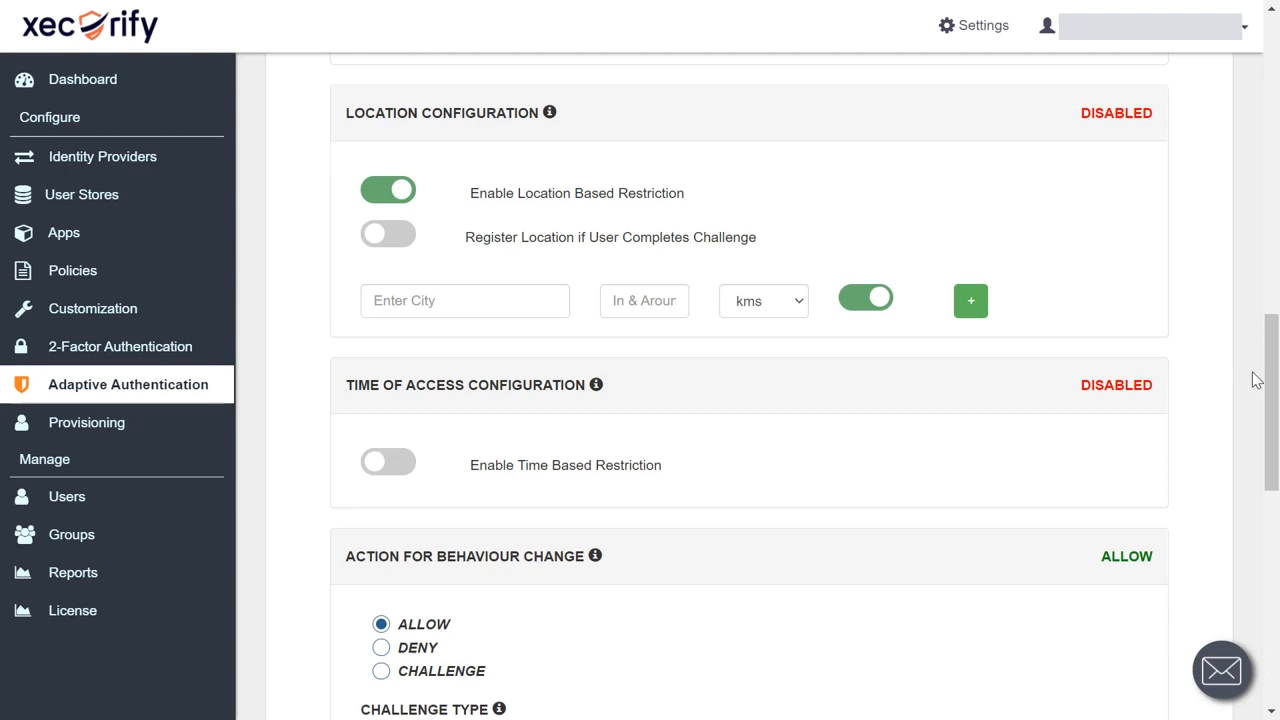 xecurify
Settings
Dashboard
Configure
Identity Providers
User Stores
Apps
Policies
Customization
2-Factor Authentication
Adaptive Authentication
Provisioning
Manage
Users
Groups
Reports
License
LOCATION CONFIGURATION
DISABLED
Enable Location Based Restriction
Register Location if User Completes Challenge
Enter City
In & Aroun
kms
+
TIME OF ACCESS CONFIGURATION
DISABLED
Enable Time Based Restriction
ACTION FOR BEHAVIOUR CHANGE
ALLOW
ALLOW
DENY
CHALLENGE
CHALLENGE TYPE